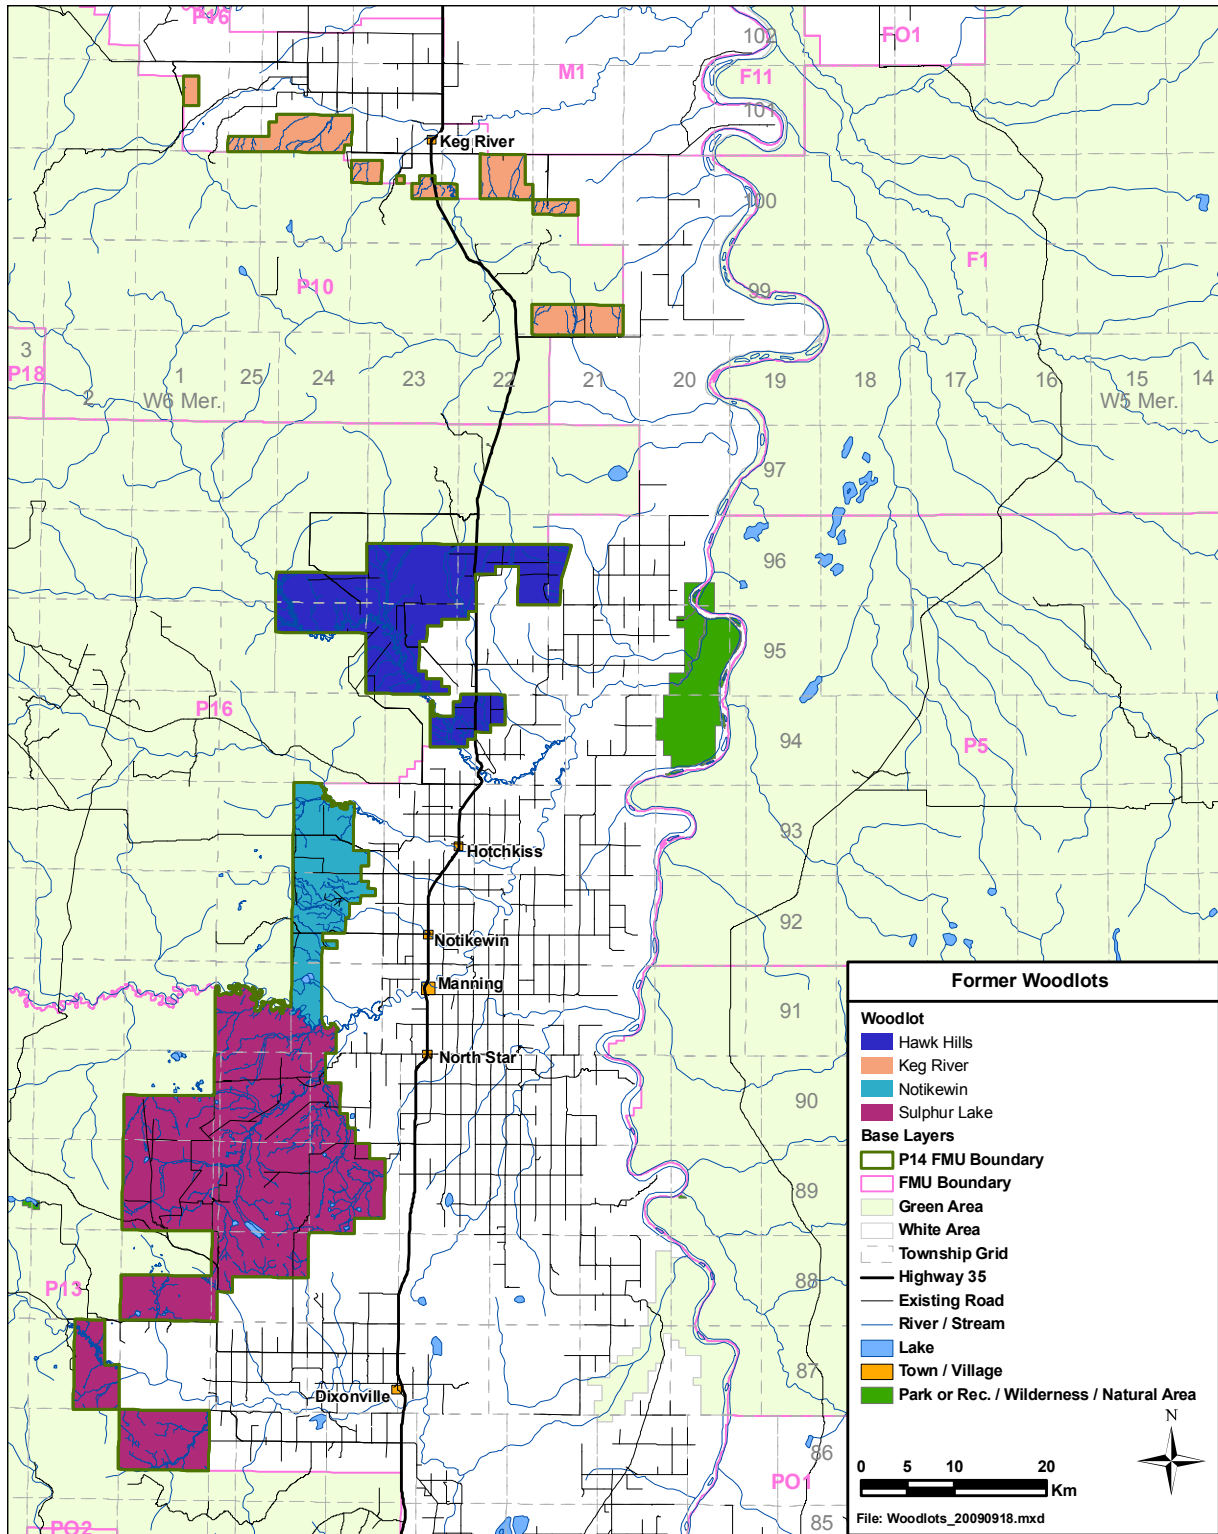 P16
102
FO1
M1
F11
101
Keg River
100
F1
P10
99
3
P18
2
1
W6 Mer.
25
24
23
22
21
20
19
18
17
16
15
14
W5 Mer.
97
96
95
P16
94
P5
93
Hotchkiss
92
Notikewin
Manning
91
North Star
90
89
88
P13
87
Dixonville
86
PO1
PO2
85
Former Woodlots
Woodlot
Hawk Hills
Keg River
Notikewin
Sulphur Lake
Base Layers
P14 FMU Boundary
FMU Boundary
Green Area
White Area
Township Grid
Highway 35
Existing Road
River / Stream
Lake
Town / Village
Park or Rec. / Wilderness / Natural Area
N
0 5 10 20
Km
File: Woodlots_20090918.mxd